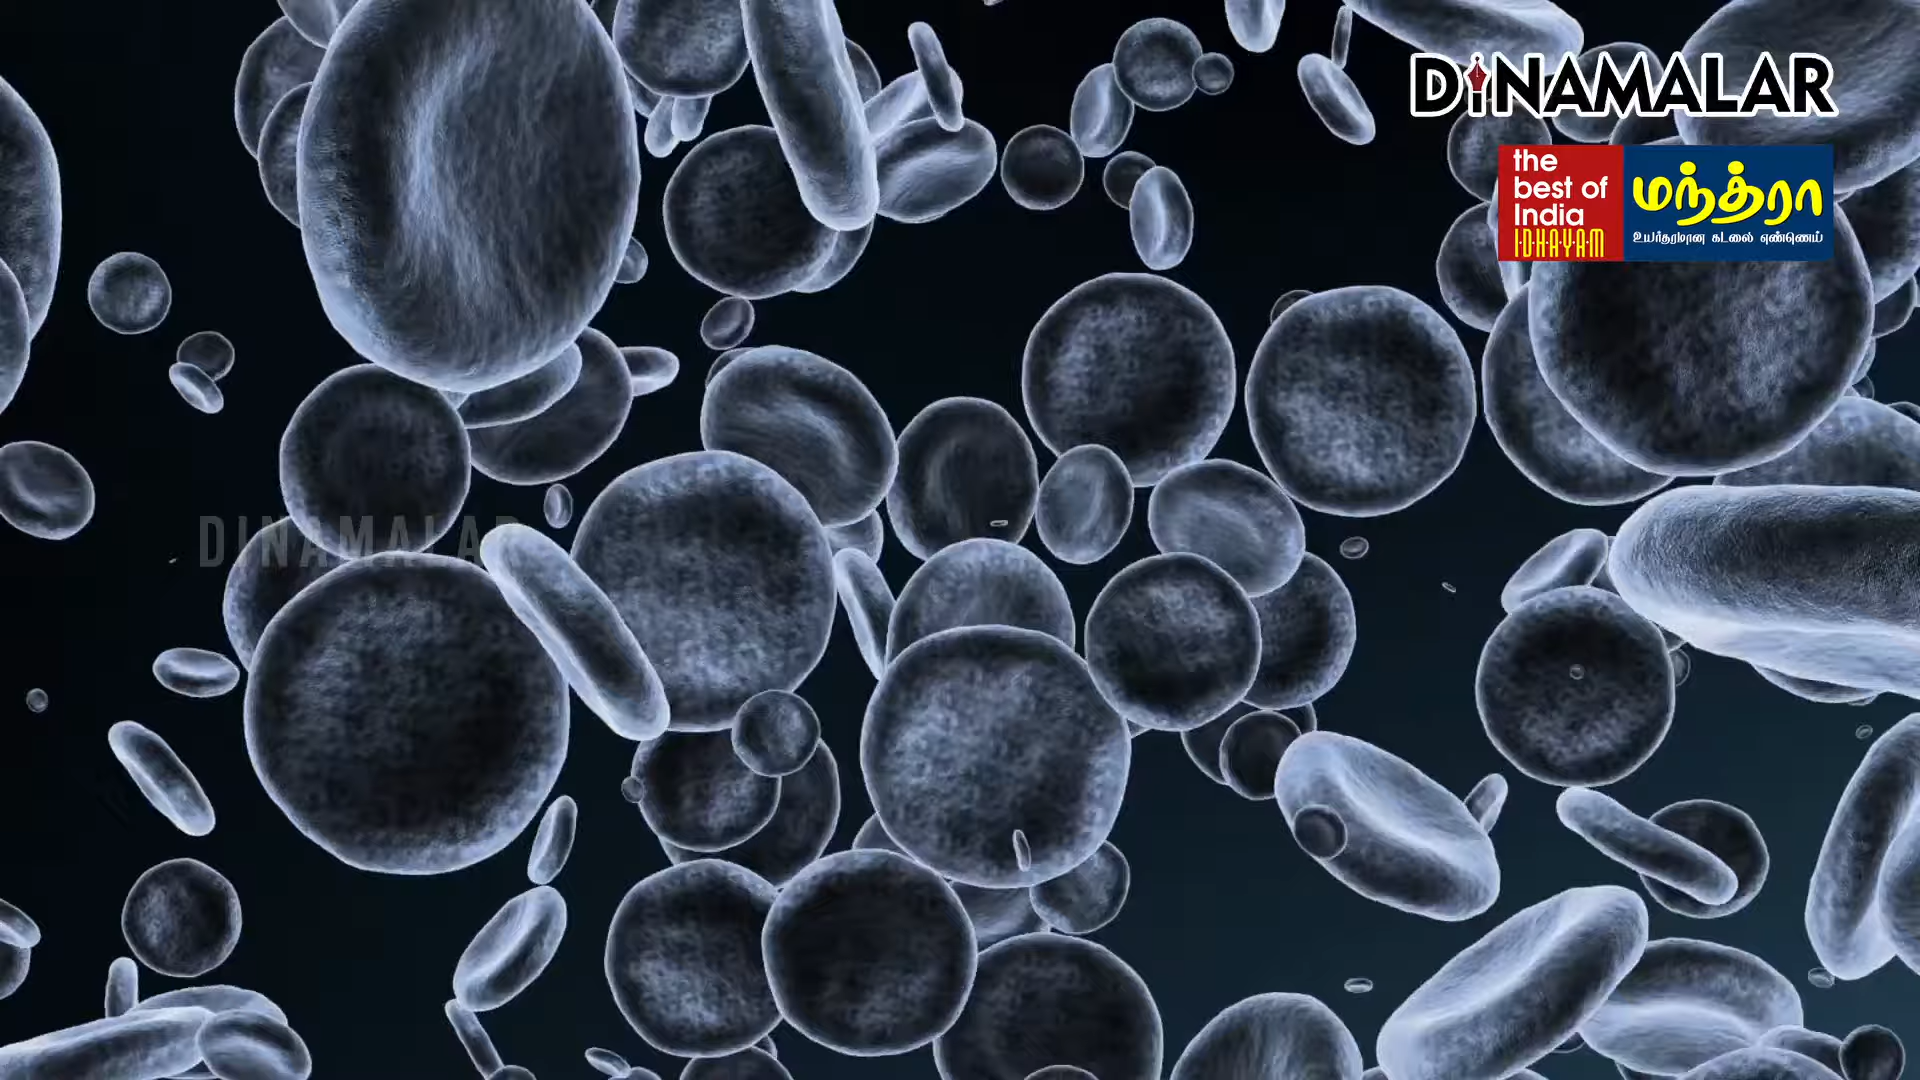 DiNAMALAR
the
best of
India
IDHAYAM
மந்த்ரா
உயர்தரமான கடலை எண்ணெய்
DINAMALAR